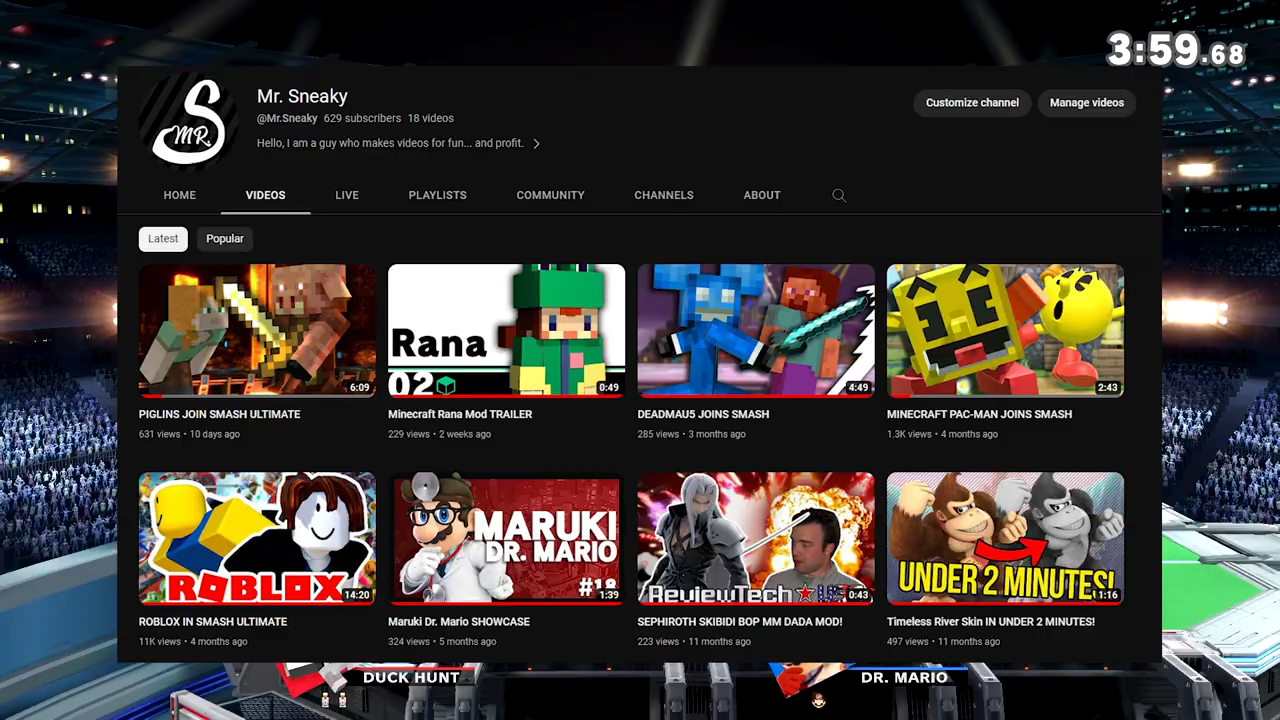 3:59.68
Mr. Sneaky
@Mr.Sneaky 629 subscribers 18 videos
Hello, I am a guy who makes videos for fun... and profit.
Customize channel
Manage videos
S
MR.
HOME VIDEOS LIVE PLAYLISTS COMMUNITY CHANNELS ABOUT
Latest Popular
6:09
Rana
02
0:49
4:49
2:43
PIGLINS JOIN SMASH ULTIMATE
631 views • 10 days ago
Minecraft Rana Mod TRAILER
229 views • 2 weeks ago
DEADMAU5 JOINS SMASH
285 views • 3 months ago
MINECRAFT PAC-MAN JOINS SMASH
1.3K views • 4 months ago
ROBLOX
14:20
MARUKI
DR. MARIO
#18
1:39
ReviewTech★US
0:43
UNDER 2 MINUTES!
1:16
ROBLOX IN SMASH ULTIMATE
11K views • 4 months ago
Maruki Dr. Mario SHOWCASE
324 views • 5 months ago
SEPHIROTH SKIBIDI BOP MM DADA MOD!
223 views • 11 months ago
Timeless River Skin IN UNDER 2 MINUTES!
497 views • 11 months ago
DUCK HUNT
DR. MARIO